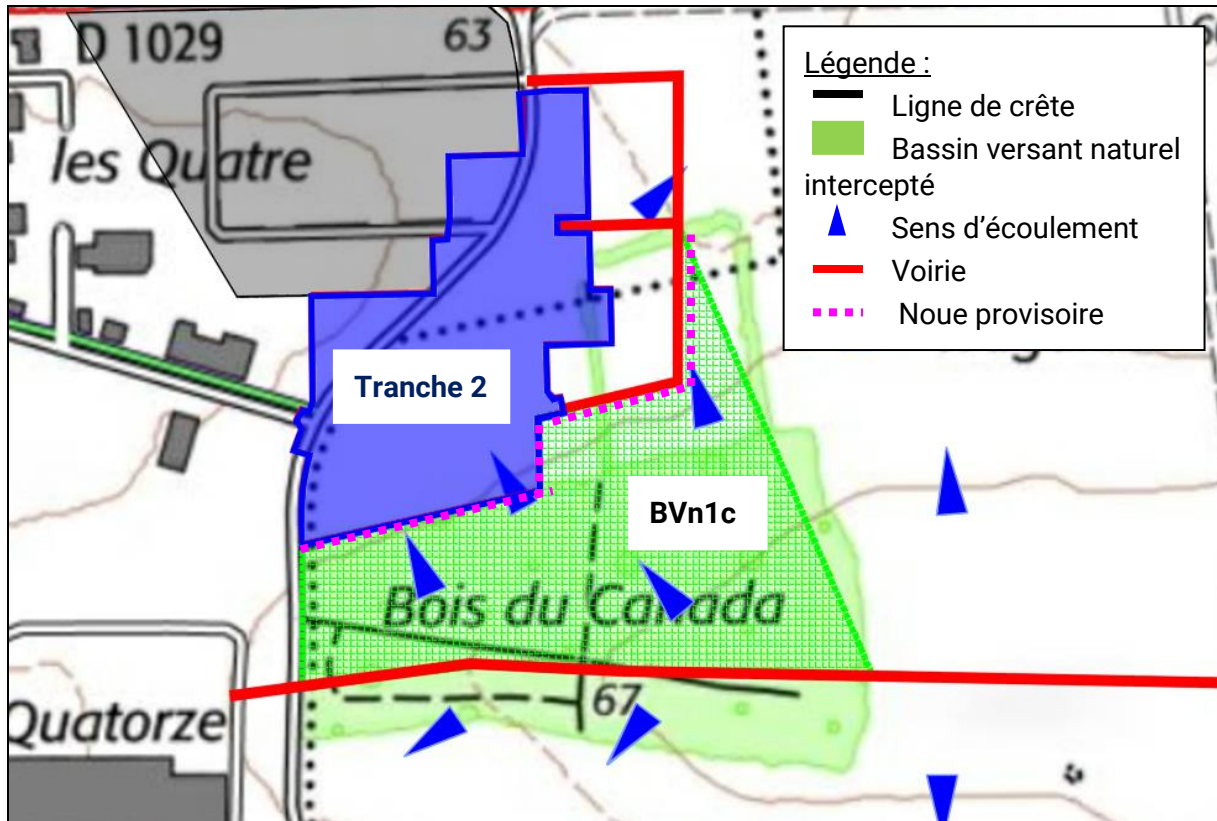 D 1029
63
les Quatre
Légende :
Ligne de crête
Bassin versant naturel
intercepté
Sens d'écoulement
Voirie
Noue provisoire
Tranche 2
BVn1c
Bois du Canada
67
Quatorze